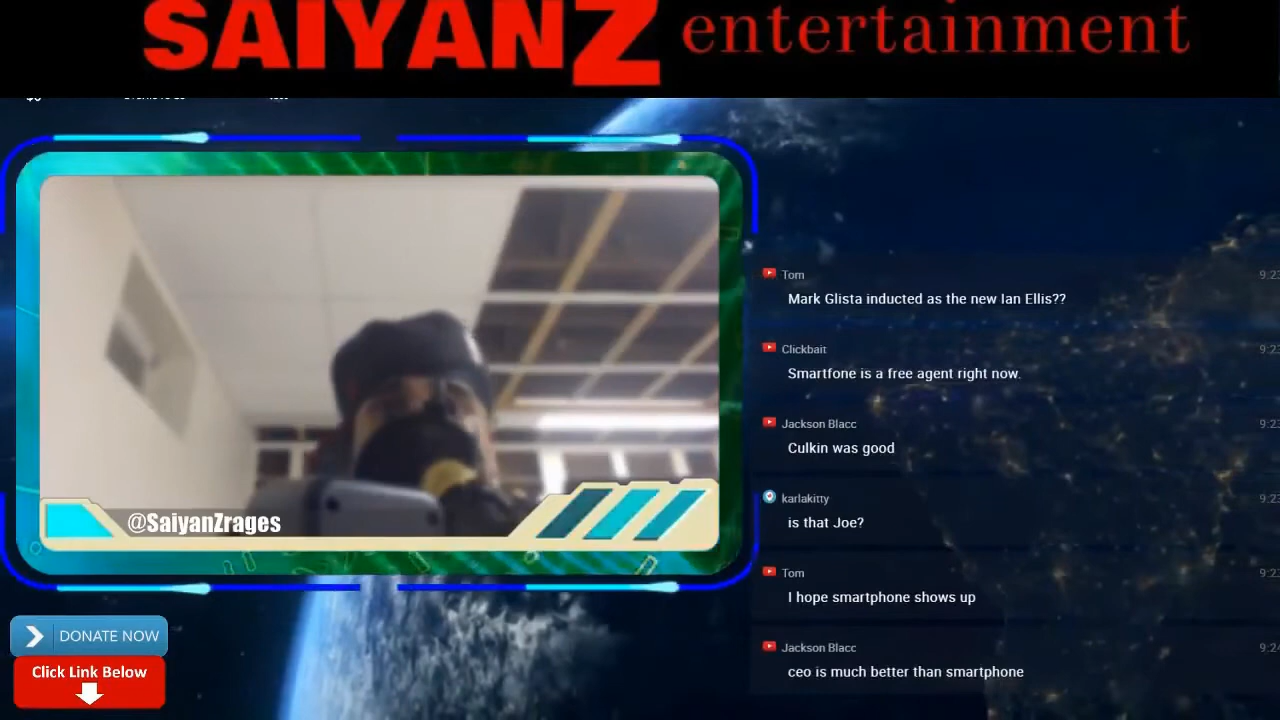 SAIYANZ entertainment
Tom
Mark Glista inducted as the new Ian Ellis??
Clickbait
Smartfone is a free agent right now.
Jackson Blacc
Culkin was good
karlakitty
is that Joe?
Tom
I hope smartphone shows up
Jackson Blacc
ceo is much better than smartphone
@SaiyanZrages
DONATE NOW
Click Link Below